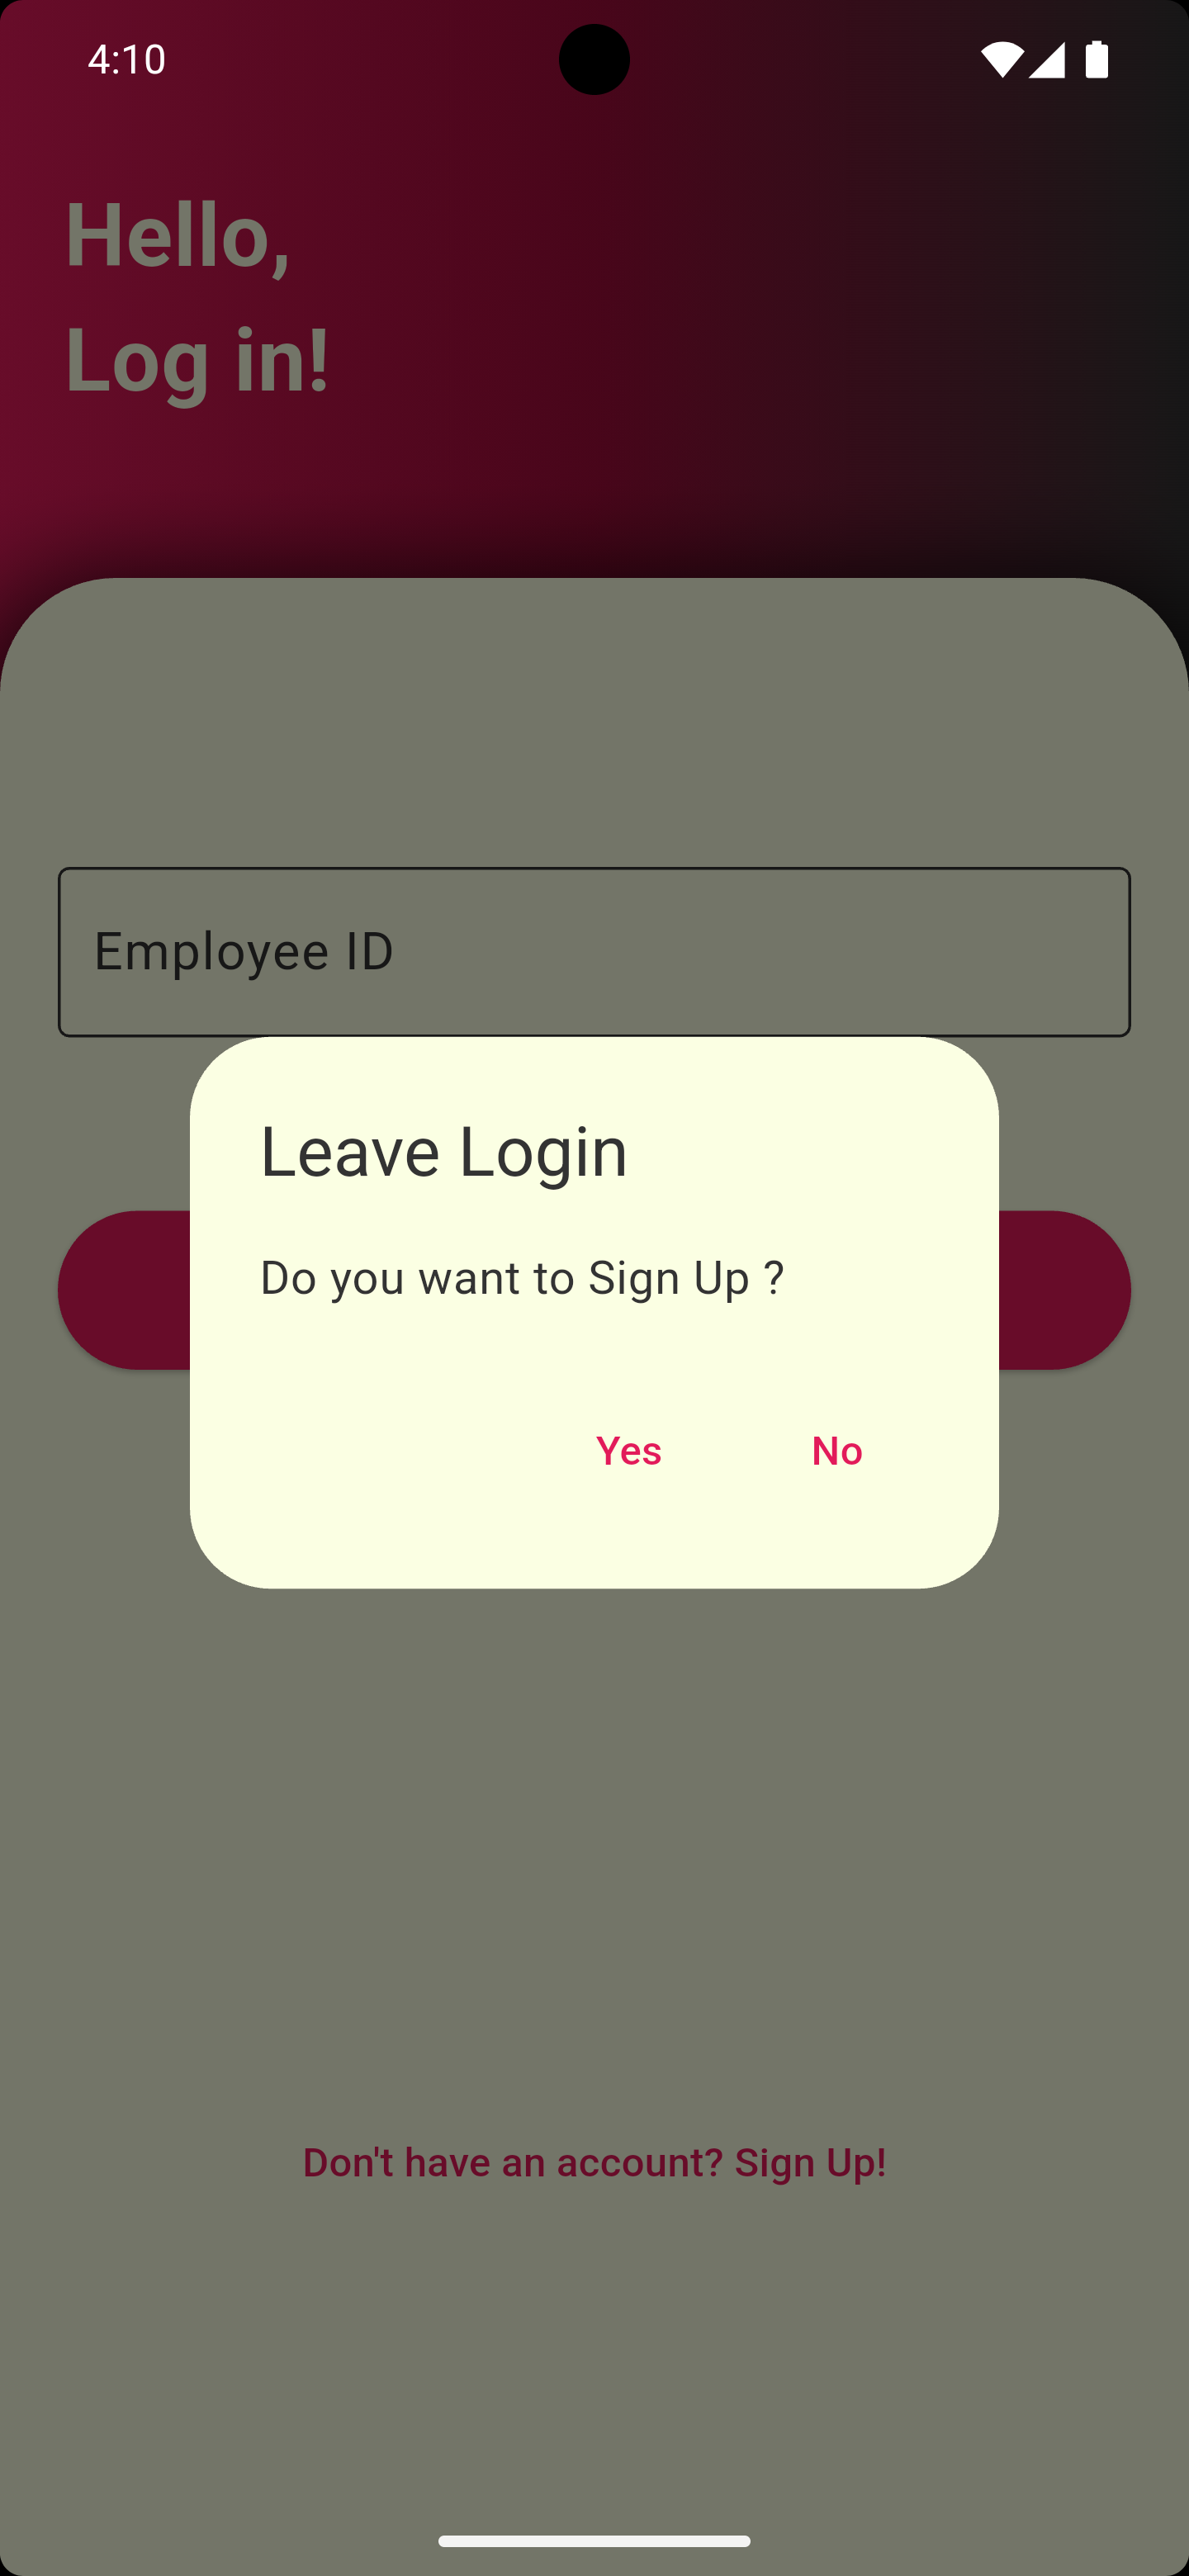 4:10
Hello,
Log in!
Employee ID
Leave Login
Do you want to Sign Up ?
Yes No
Don't have an account? Sign Up!